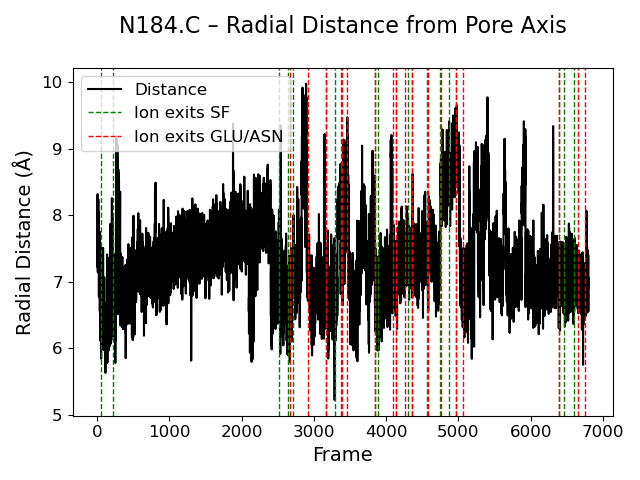 N184.C – Radial Distance from Pore Axis
Distance
Ion exits SF
Ion exits GLU/ASN
Radial Distance (Å)
10
9
8
7
6
5
0
1000
2000
3000
4000
5000
6000
7000
Frame